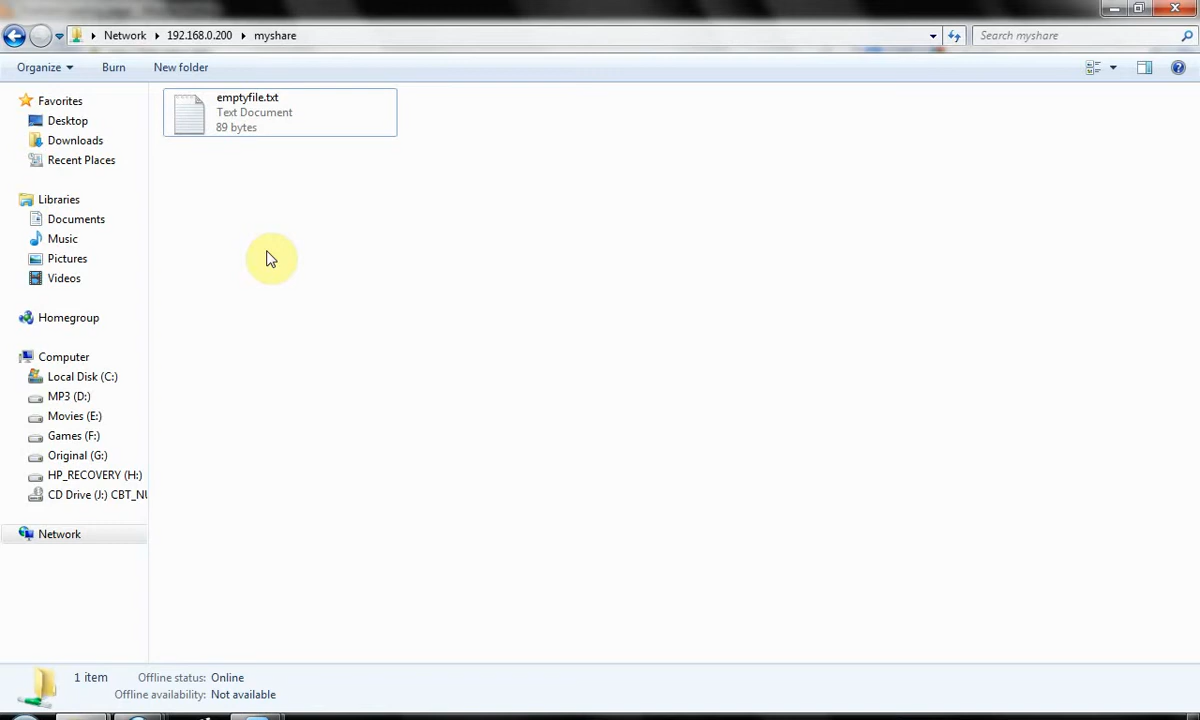 Network 192.168.0.200 myshare
Search myshare
Organize Burn New folder
Favorites
Desktop
Downloads
Recent Places
Libraries
Documents
Music
Pictures
Videos
Homegroup
Computer
Local Disk (C:)
MP3 (D:)
Movies (E:)
Games (F:)
Original (G:)
HP_RECOVERY (H:)
CD Drive (J:) CBT_NU
Network
emptyfile.txt
Text Document
89 bytes
1 item Offline status: Online
Offline availability: Not available